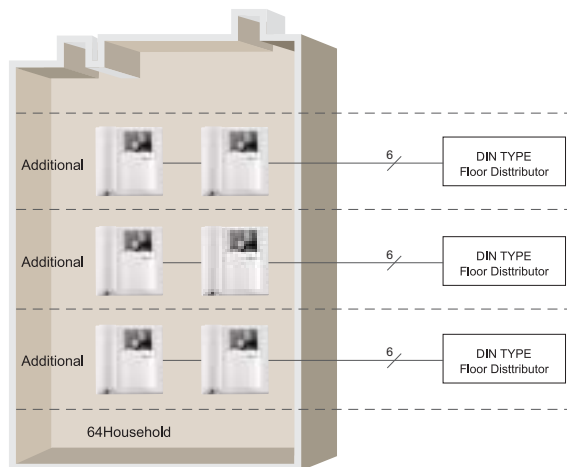 Additional
6
DIN TYPE
Floor Disttributor
Additional
6
DIN TYPE
Floor Disttributor
Additional
6
DIN TYPE
Floor Disttributor
64Household